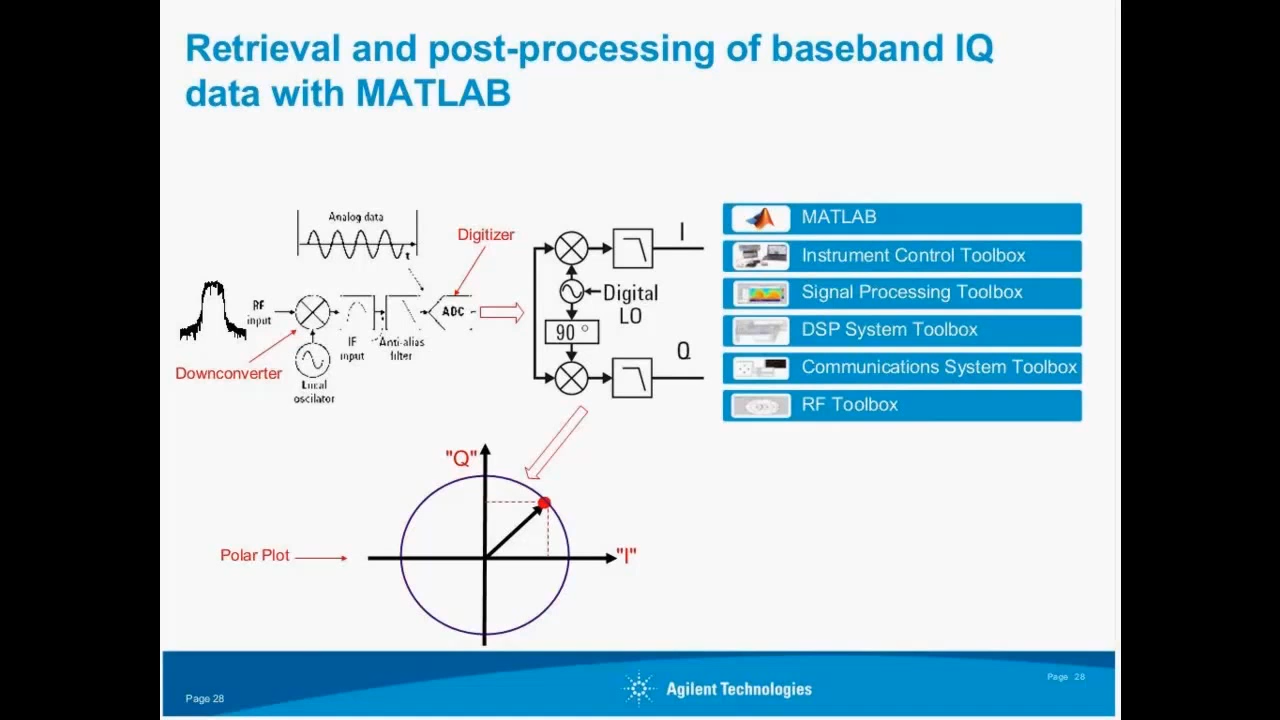 Retrieval and post-processing of baseband IQ
data with MATLAB
Analog data
t
Digitizer
RF
input
ADC
IF
input
Anti-alias
filter
Downconverter
Local
oscilator
I
Digital
LO
90 °
Q
MATLAB
Instrument Control Toolbox
Signal Processing Toolbox
DSP System Toolbox
Communications System Toolbox
RF Toolbox
"Q"
"I"
Polar Plot
Agilent Technologies
Page 28
Page 28